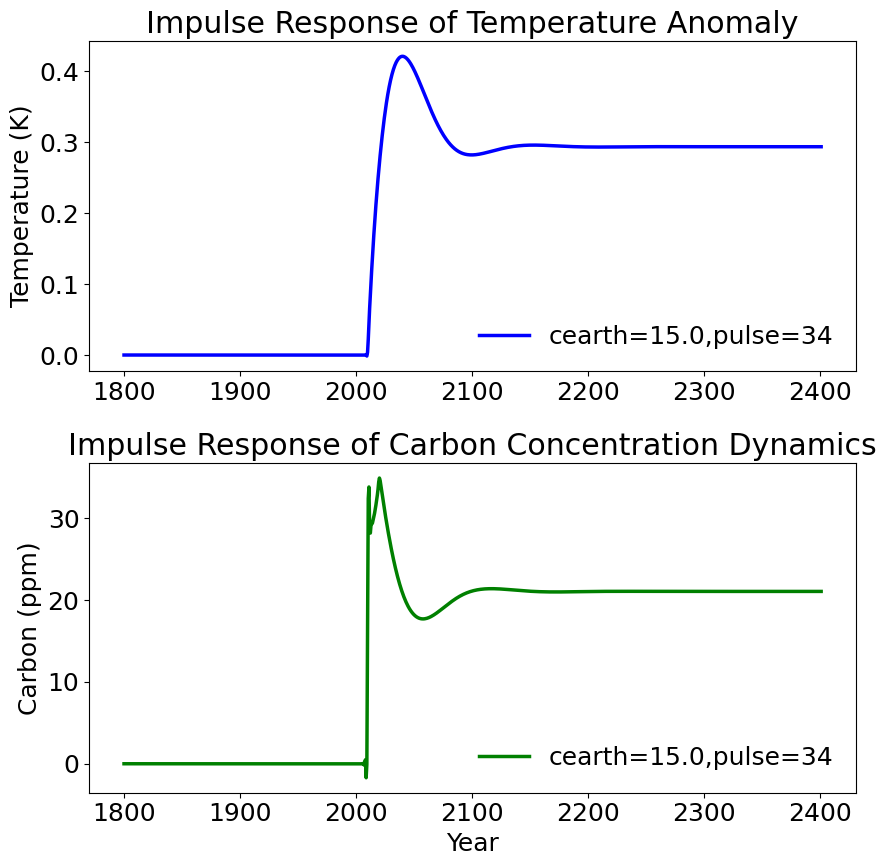 Impulse Response of Temperature Anomaly
Temperature (K)
0.4
0.3
0.2
0.1
0.0
cearth=15.0,pulse=34
1800 1900 2000 2100 2200 2300 2400
Impulse Response of Carbon Concentration Dynamics
Carbon (ppm)
30
20
10
0
cearth=15.0,pulse=34
1800 1900 2000 2100 2200 2300 2400
Year